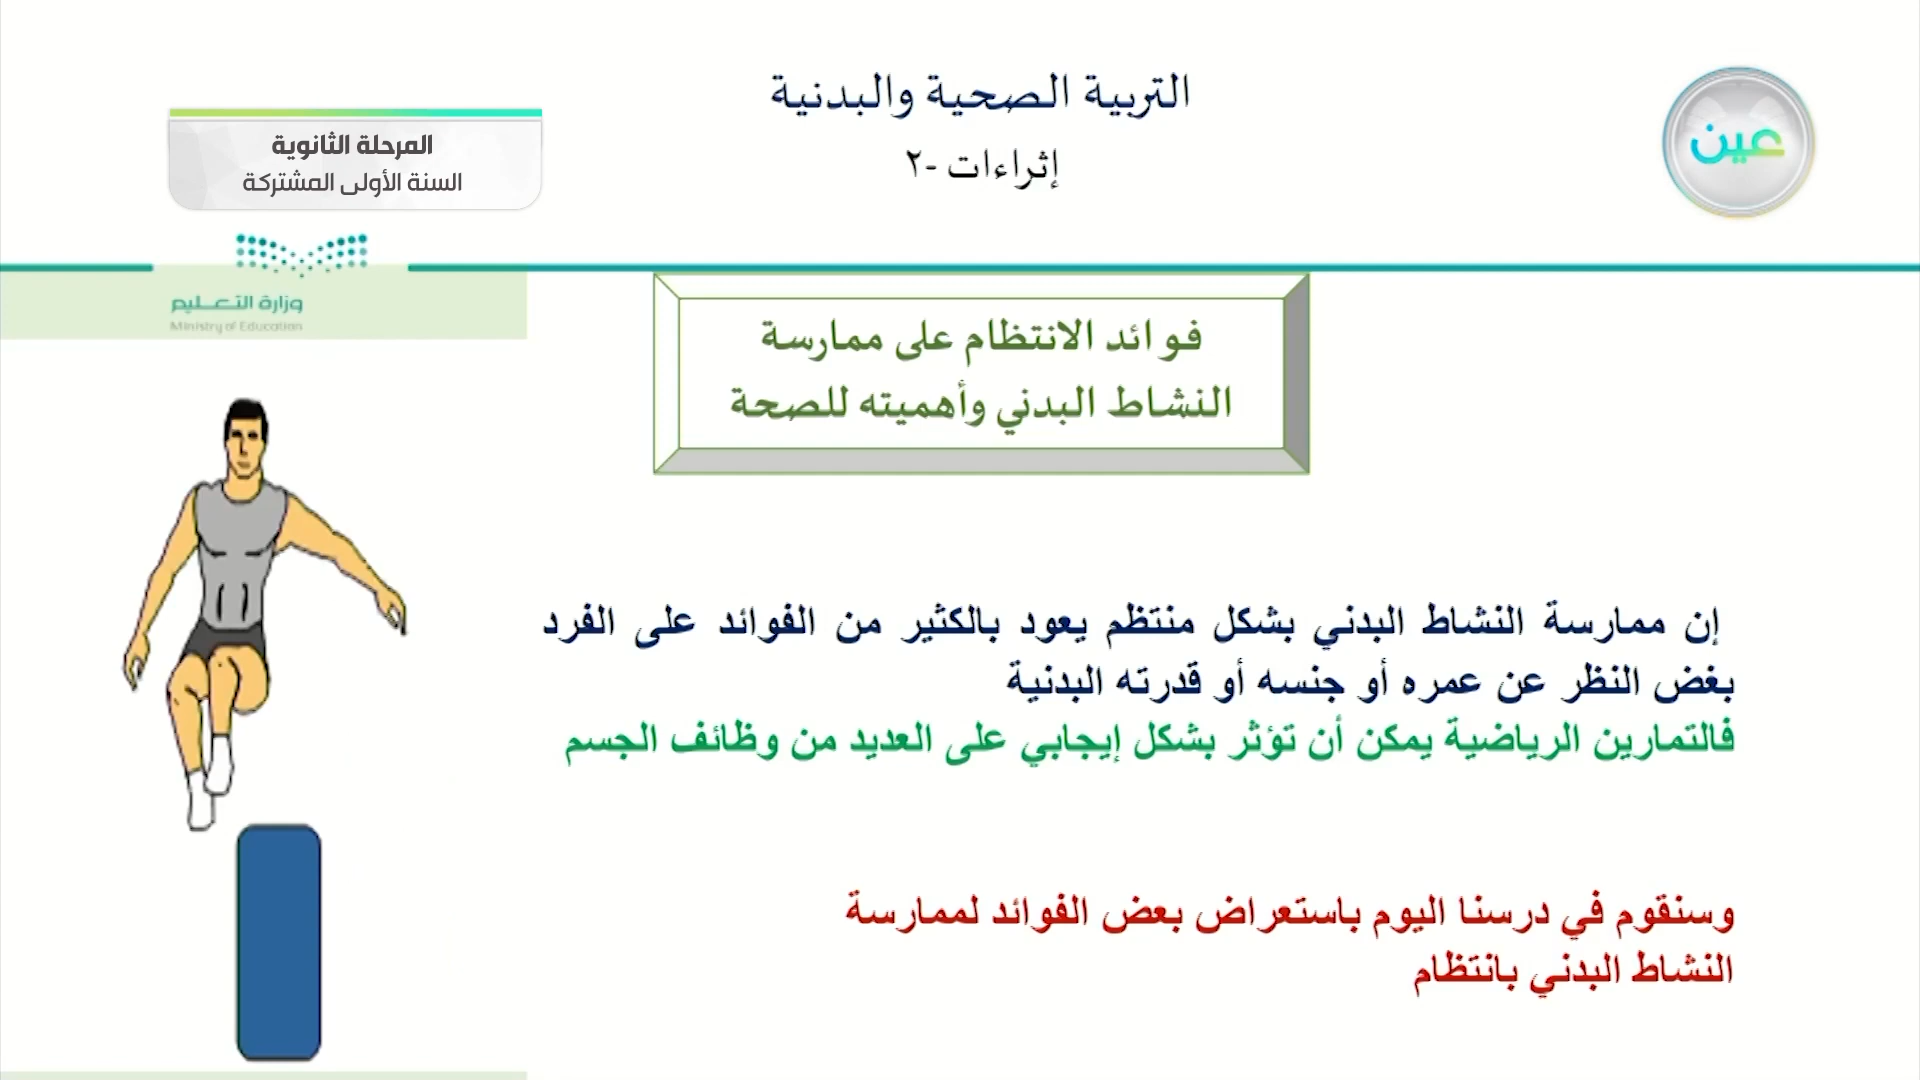 التربية الصحية والبدنية
إثراءات -٢
عين
المرحلة الثانوية
السنة الأولى المشتركة
وزارة التعليم
Ministry of Education
فوائد الانتظام على ممارسة
النشاط البدني وأهميته للصحة
إن ممارسة النشاط البدني بشكل منتظم يعود بالكثير من الفوائد على الفرد
بغض النظر عن عمره أو جنسه أو قدرته البدنية
فالتمارين الرياضية يمكن أن تؤثر بشكل إيجابي على العديد من وظائف الجسم
وسنقوم في درسنا اليوم باستعراض بعض الفوائد لممارسة
النشاط البدني بانتظام